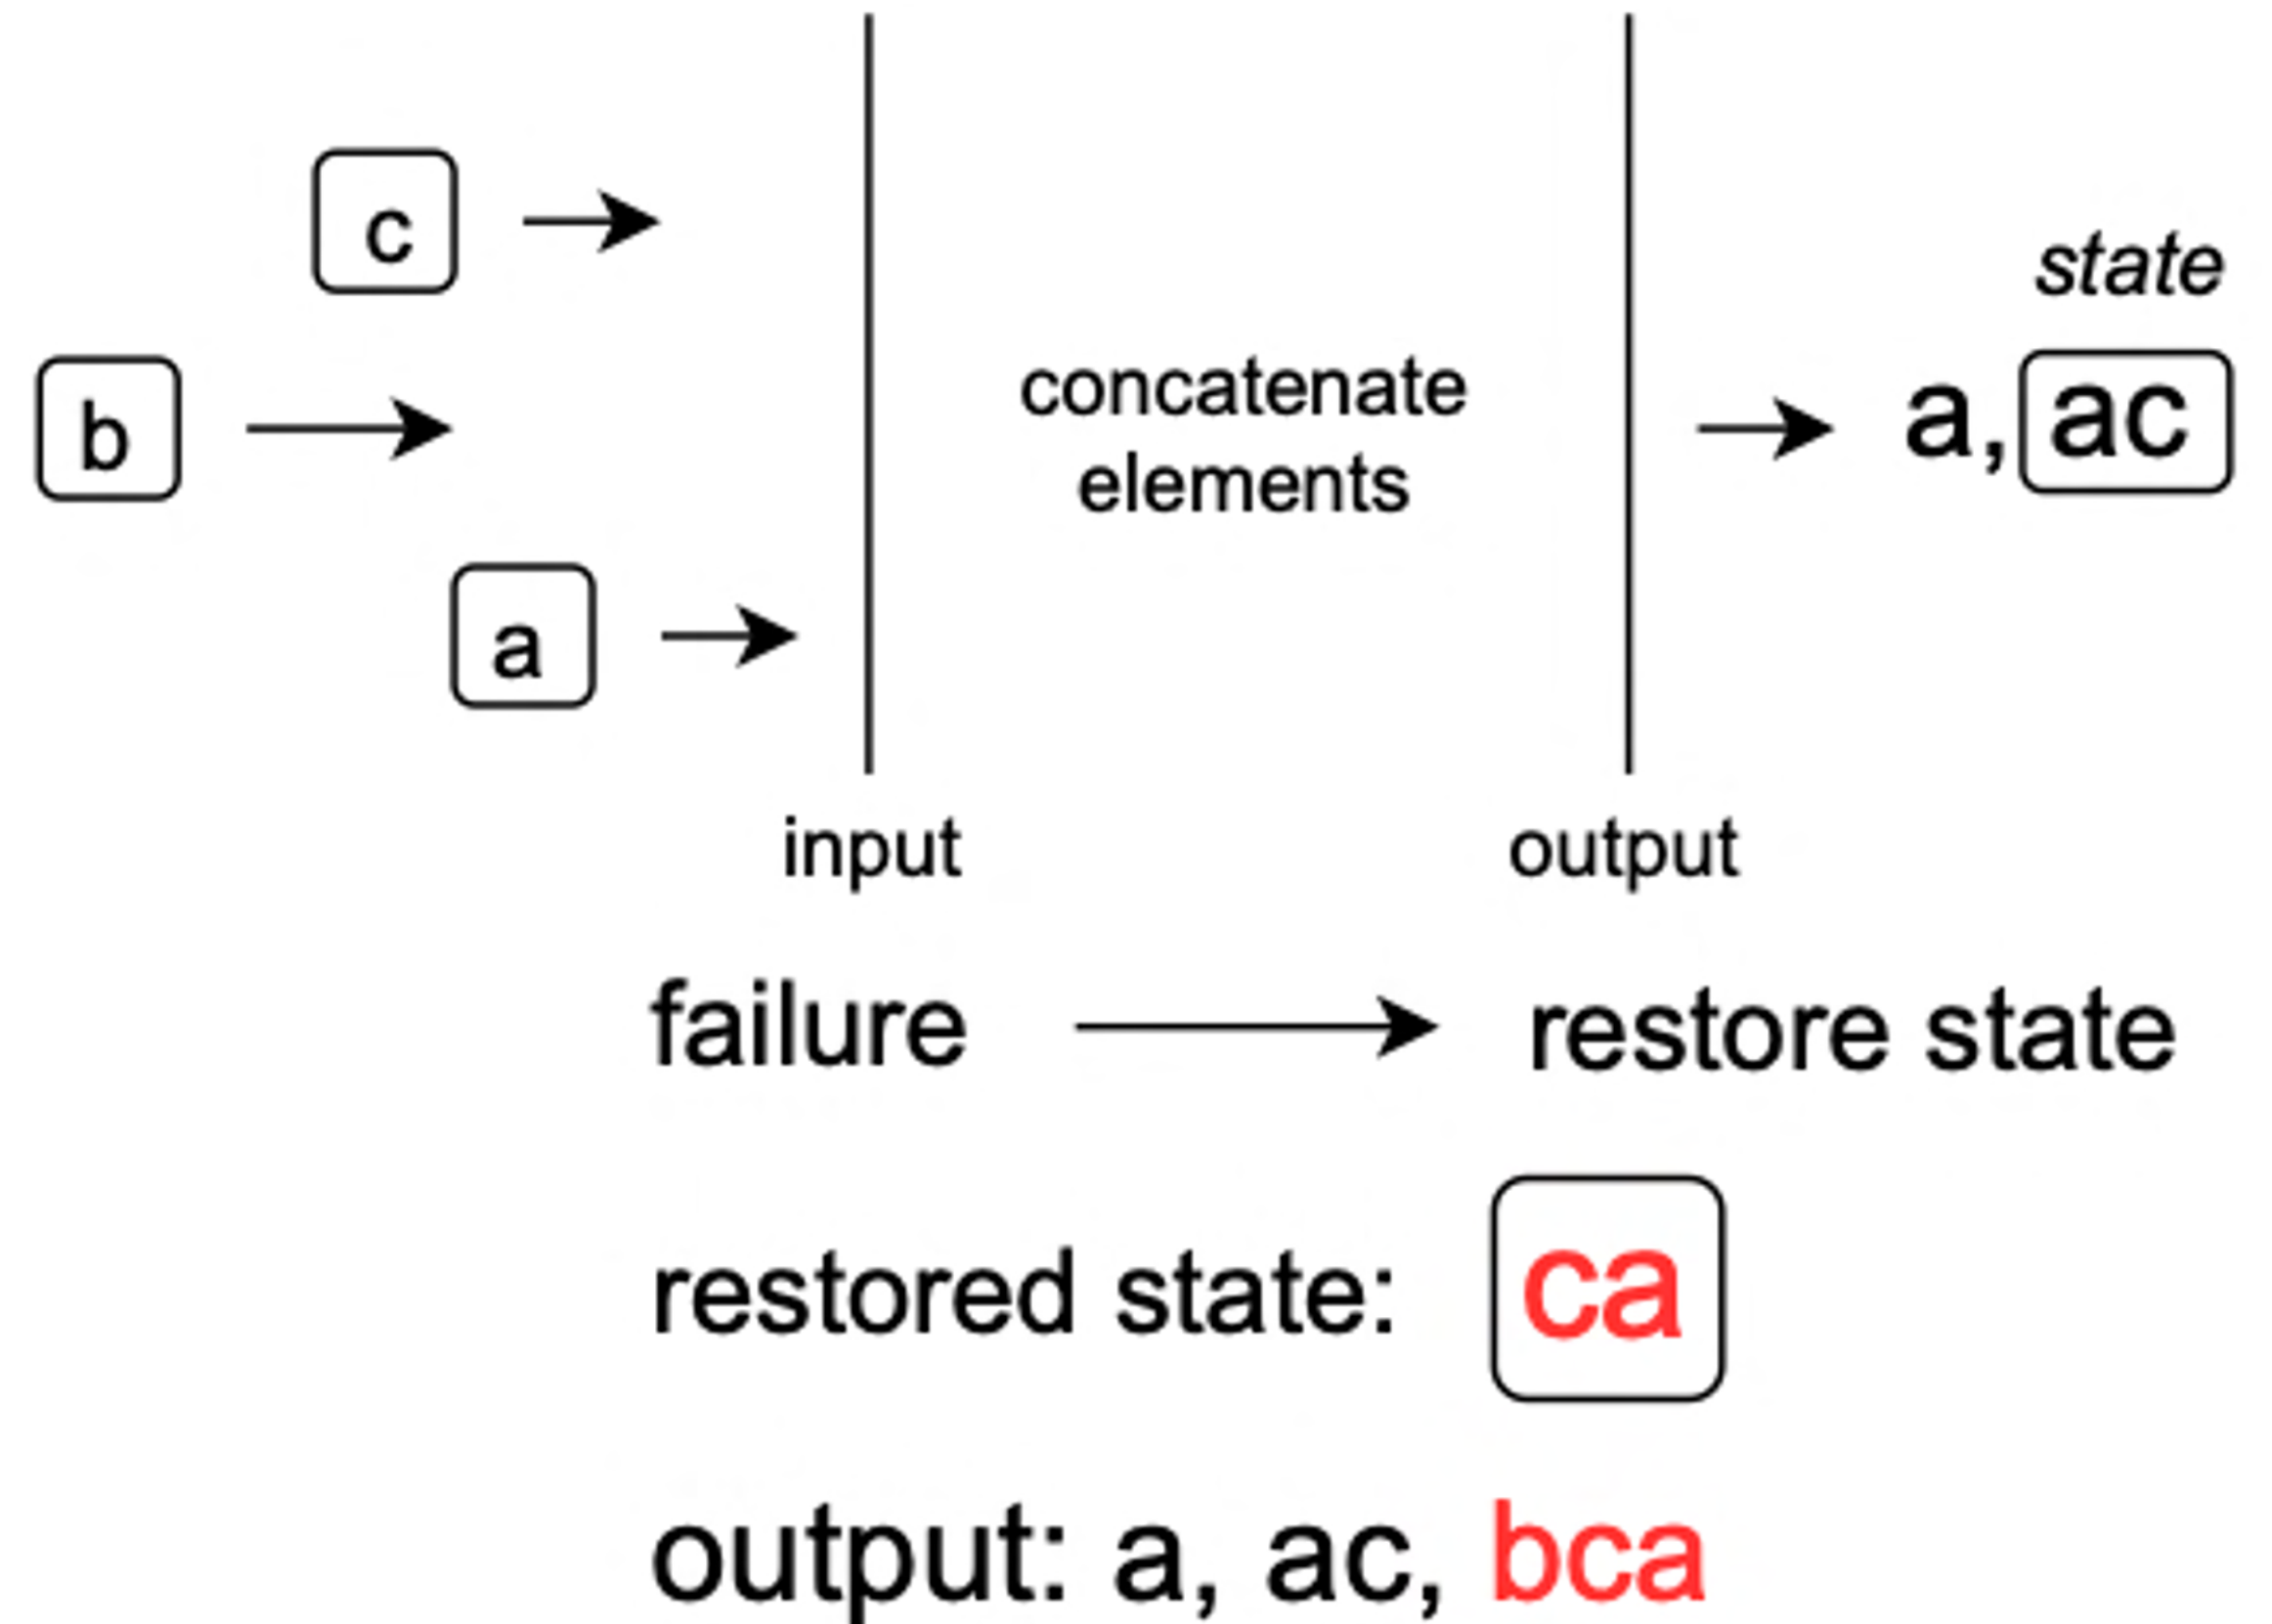 c
state
b
concatenate
elements
a, ac
a
input
output
failure
restore state
restored state: ca
output: a, ac, bca